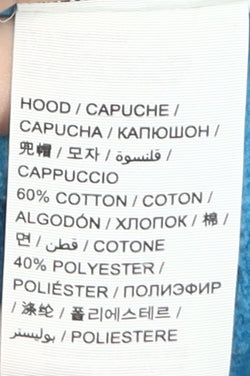 HOOD / CAPUCHE /
CAPUCHA / КАПЮШОН /
兜帽 / 모자 / قلنسوة /
CAPPUCCIO
60% COTTON / COTON /
ALGODÓN / ХЛОПОК / 棉 /
면 / قطن / COTONE
40% POLYESTER /
POLIÉSTER / ПОЛИЭФИР
/ 涤纶 / 폴리에스테르 /
بوليستر / POLIESTERE